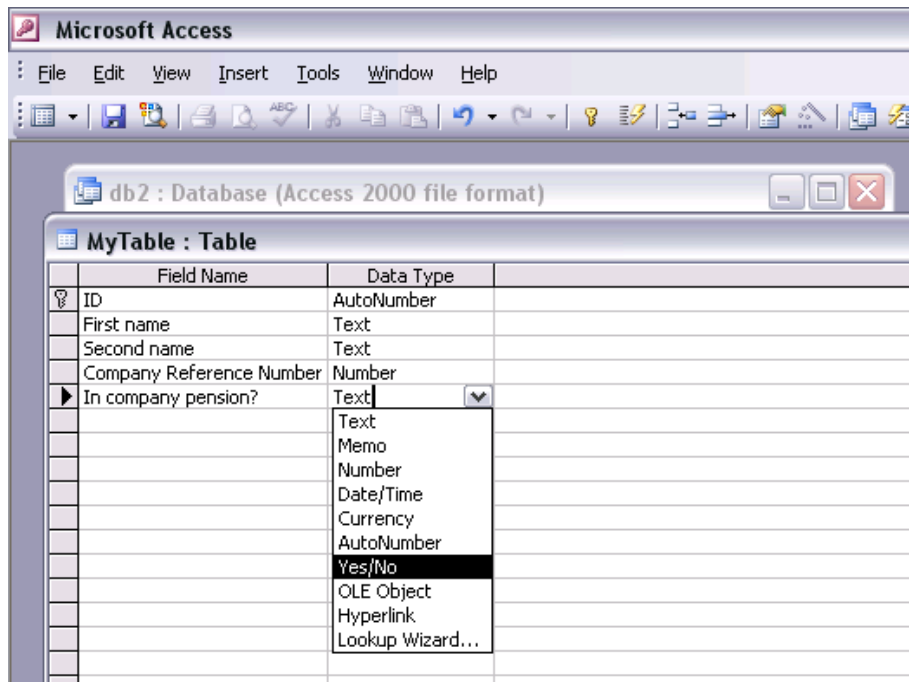 Microsoft Access
File Edit View Insert Tools Window Help
ABC
db2 : Database (Access 2000 file format)
MyTable : Table
Field Name Data Type
ID AutoNumber
First name Text
Second name Text
Company Reference Number Number
In company pension? Text
Text
Memo
Number
Date/Time
Currency
AutoNumber
Yes/No
OLE Object
Hyperlink
Lookup Wizard...